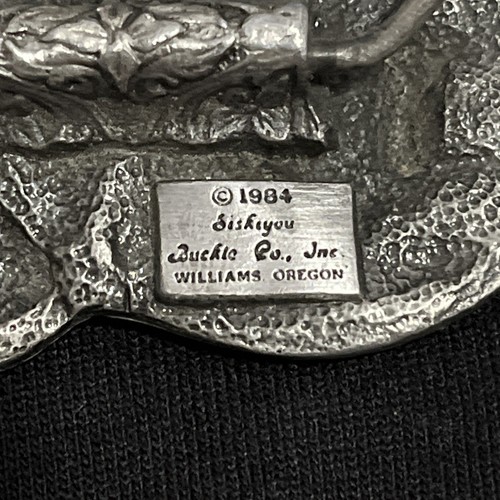 © 1984
Siskiyou
Buckle Co., Inc
WILLIAMS, OREGON